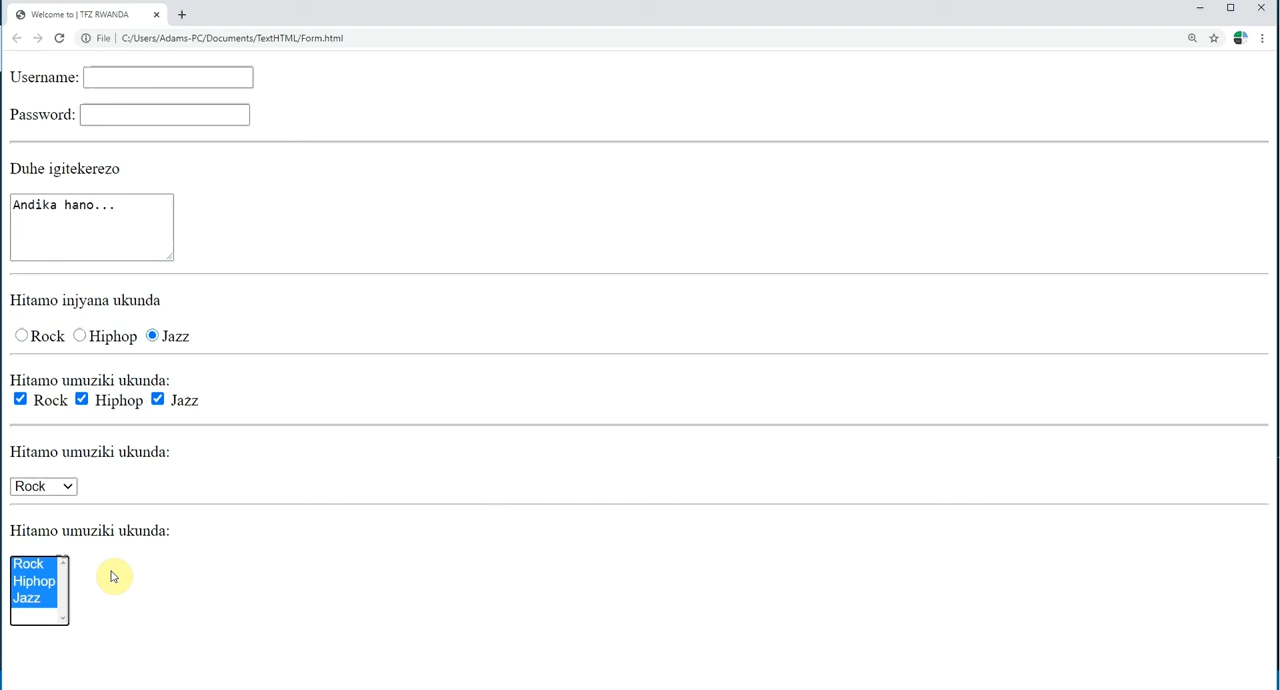 Welcome to | TFZ RWANDA
File | C:/Users/Adams-PC/Documents/TextHTML/Form.html
Username:
Password:
Duhe igitekerezo
Andika hano...
Hitamo injyana ukunda
Rock Hiphop Jazz
Hitamo umuziki ukunda:
Rock Hiphop Jazz
Hitamo umuziki ukunda:
Rock
Hitamo umuziki ukunda:
Rock
Hiphop
Jazz